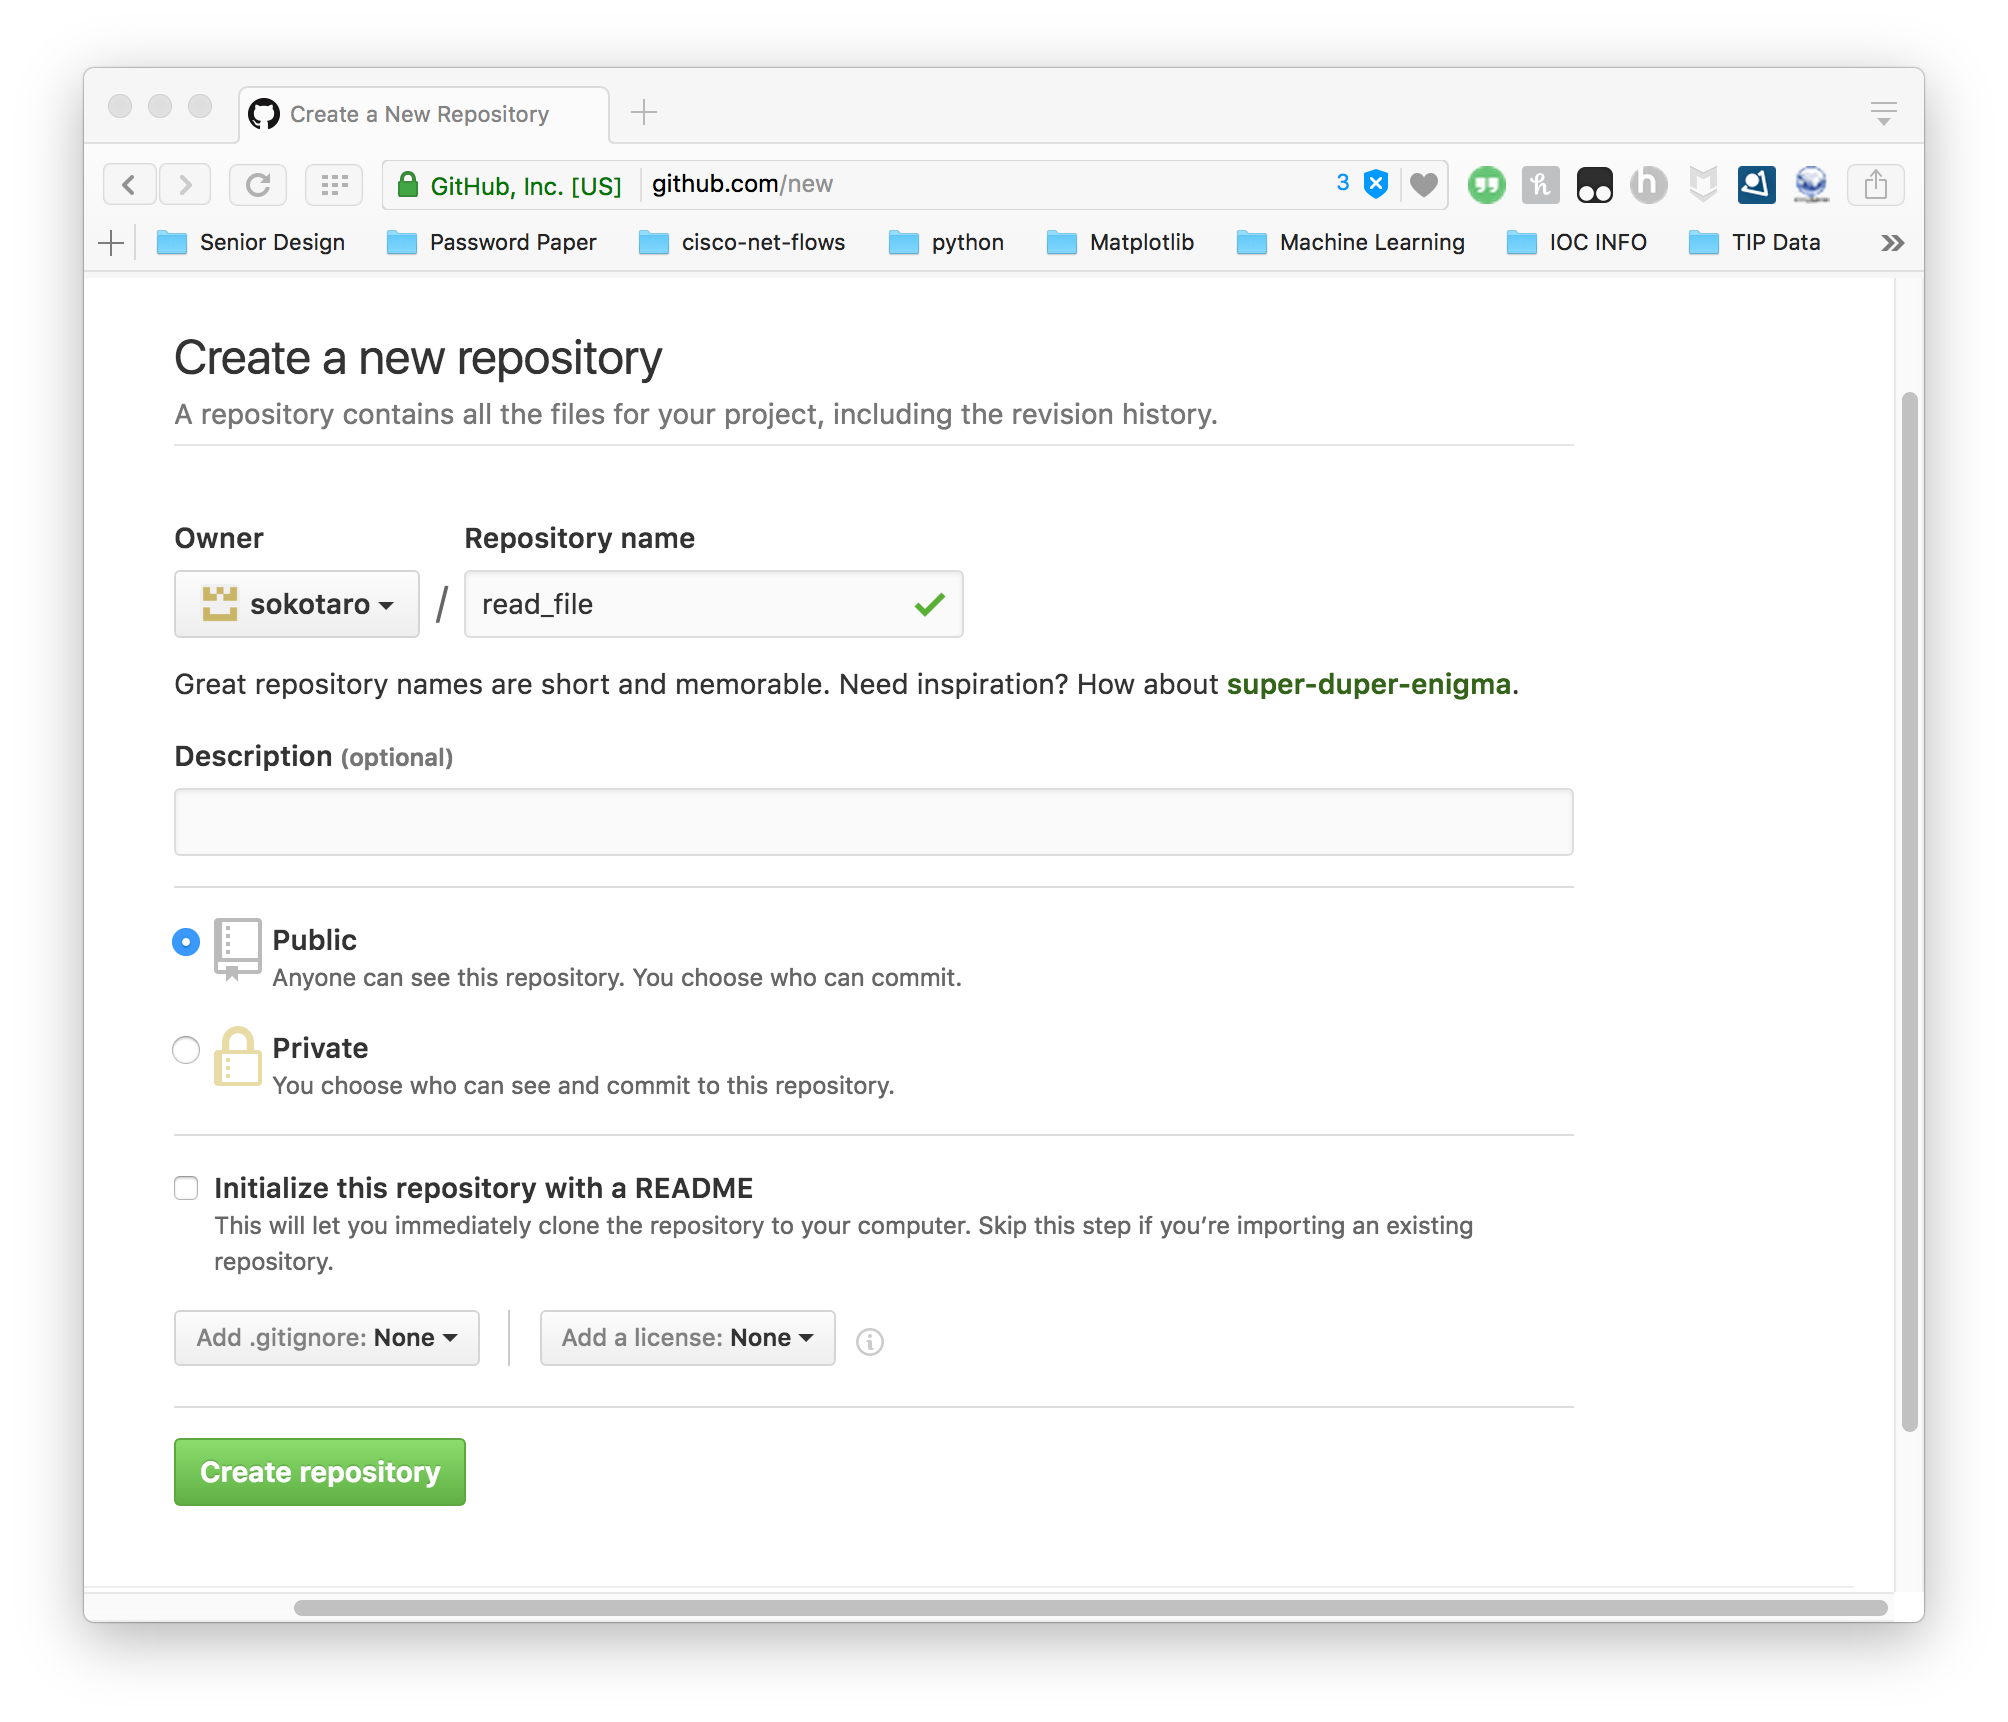 Create a New Repository
GitHub, Inc. [US] github.com/new 3
Senior Design Password Paper cisco-net-flows python Matplotlib Machine Learning IOC INFO TIP Data
Create a new repository
A repository contains all the files for your project, including the revision history.
Owner Repository name
sokotaro / read_file
Great repository names are short and memorable. Need inspiration? How about super-duper-enigma.
Description (optional)
Public
Anyone can see this repository. You choose who can commit.
Private
You choose who can see and commit to this repository.
Initialize this repository with a README
This will let you immediately clone the repository to your computer. Skip this step if you’re importing an existing
repository.
Add .gitignore: None Add a license: None
Create repository